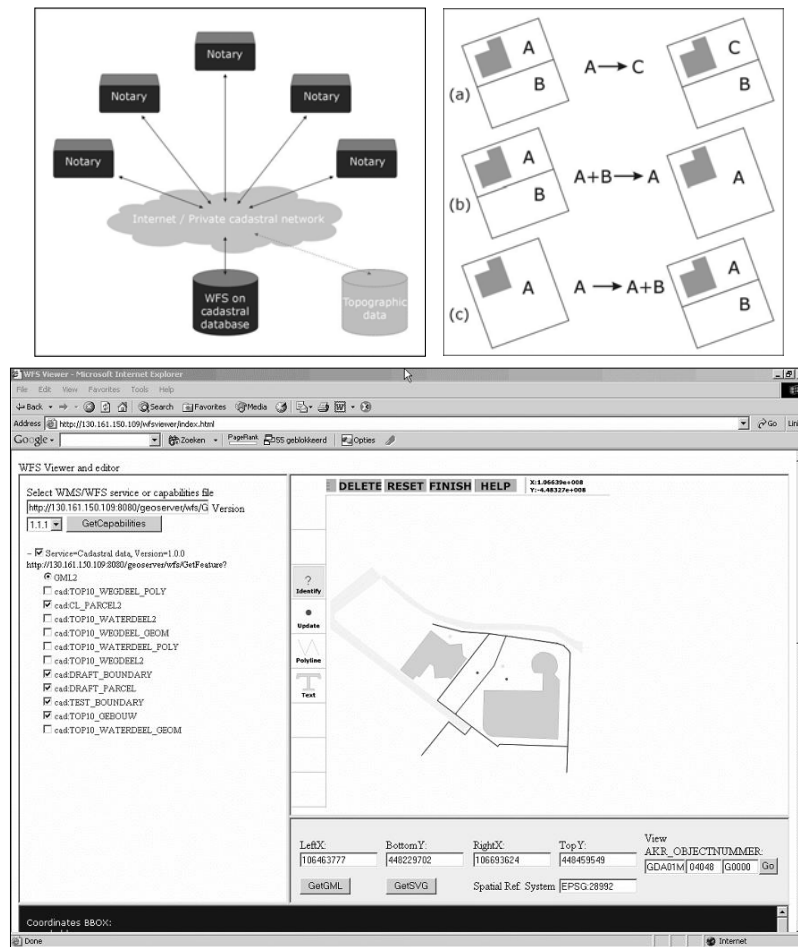 Notary
Notary
Notary
Notary
Notary
Internet / Private cadastral network
WFS on
cadastral
database
Topographic
data
(a)
A
B
A→C
C
B
(b)
A
B
A+B→A
A
(c)
A
A→A+B
A
B
WFS Viewer - Microsoft Internet Explorer
File Edit View Favorites Tools Help
Back Search Favorites Media
Address http://130.161.150.109/wfsviewer/index.html Go Lin
Google Zoeken PageRank 355 geblokkeerd Opties
WFS Viewer and editor
Select WMS/WFS service or capabilities file
http://130.161.150.109:8080/geoserver/wfs/G Version
1.1.1 GetCapabilities
Service=Cadastral data, Version=1.0.0
http://130.161.150.109:8080/geoserver/wfs/GetFeature?
GML2
cad:TOP10_WEGDEEL_POLY
cad:CL_PARCEL2
cad:TOP10_WATERDEEL2
cad:TOP10_WEGDEEL_GEOM
cad:TOP10_WATERDEEL_POLY
cad:TOP10_WEGDEEL2
cad:DRAFT_BOUNDARY
cad:DRAFT_PARCEL
cad:TEST_BOUNDARY
cad:TOP10_GEBOUW
cad:TOP10_WATERDEEL_GEOM
DELETE RESET FINISH HELP
X:1.06639e+008
Y:-4.48327e+008
?
Identify
Update
Polyline
T
Text
LeftX: BottomY: RightX: TopY:
106463777 448229702 106693624 448459549
GetGML GetSVG Spatial Ref. System EPSG:28992
View
AKR_OBJECTNUMMER:
GDA01M 04048 G0000 Go
Coordinates BBOX:
Done Internet